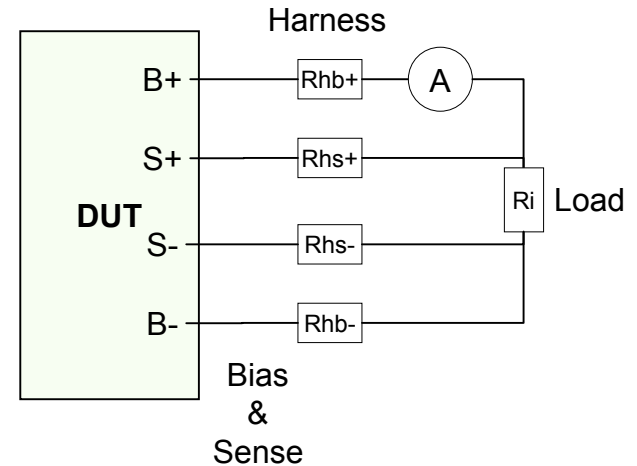 Harness
B+
Rhb+
A
S+
Rhs+
DUT
Ri
Load
S-
Rhs-
B-
Rhb-
Bias
&
Sense